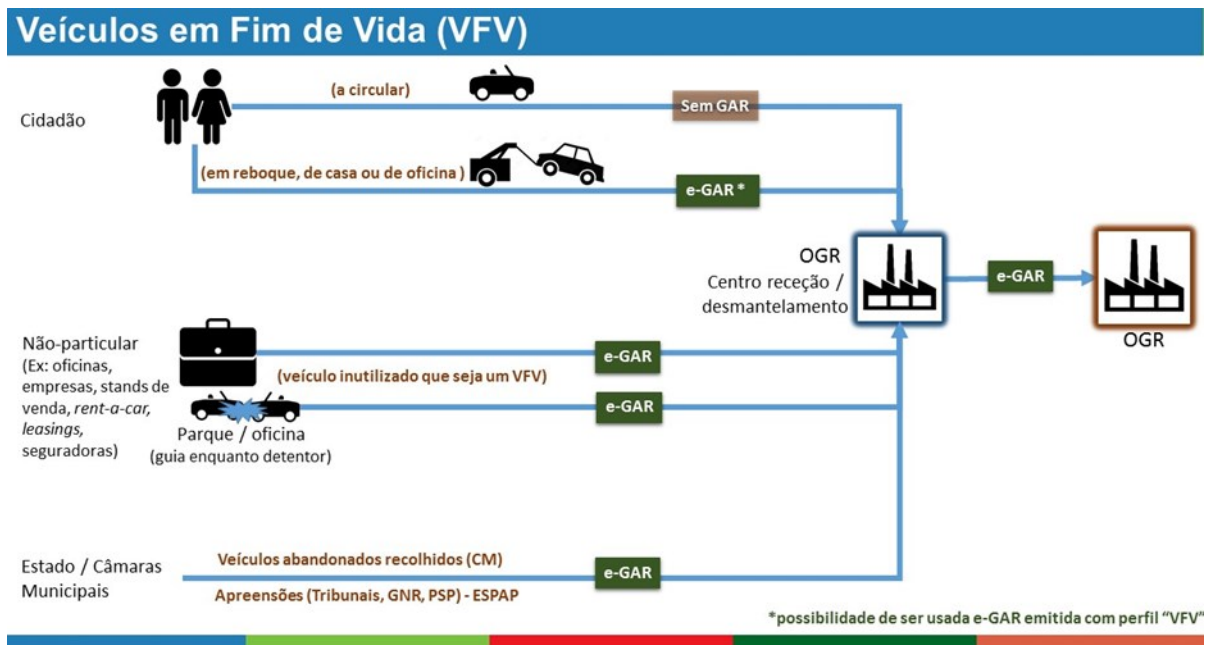 Veículos em Fim de Vida (VFV)
(a circular)
Sem GAR
Cidadão
(em reboque, de casa ou de oficina )
e-GAR *
OGR
Centro receção /
desmantelamento
e-GAR
OGR
Não-particular
(Ex: oficinas,
empresas, stands de
venda, rent-a-car,
leasings,
seguradoras)
e-GAR
(veículo inutilizado que seja um VFV)
e-GAR
Parque / oficina
(guia enquanto detentor)
Estado / Câmaras
Municipais
Veículos abandonados recolhidos (CM)
e-GAR
Apreensões (Tribunais, GNR, PSP) - ESPAP
*possibilidade de ser usada e-GAR emitida com perfil “VFV”